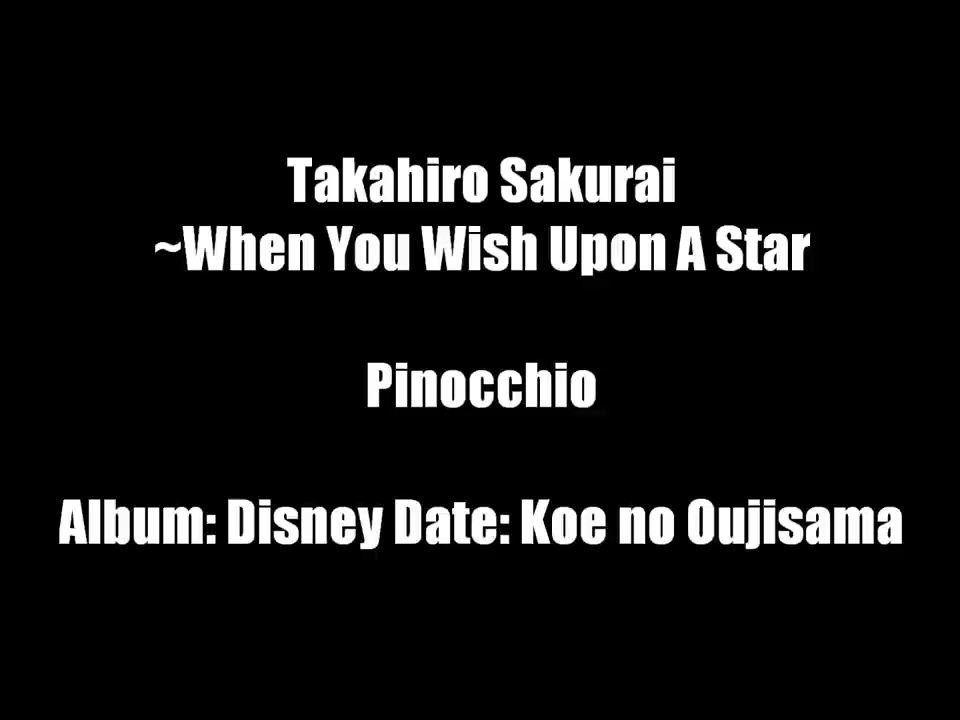 Takahiro Sakurai
~When You Wish Upon A Star
Pinocchio
Album: Disney Date: Koe no Oujisama